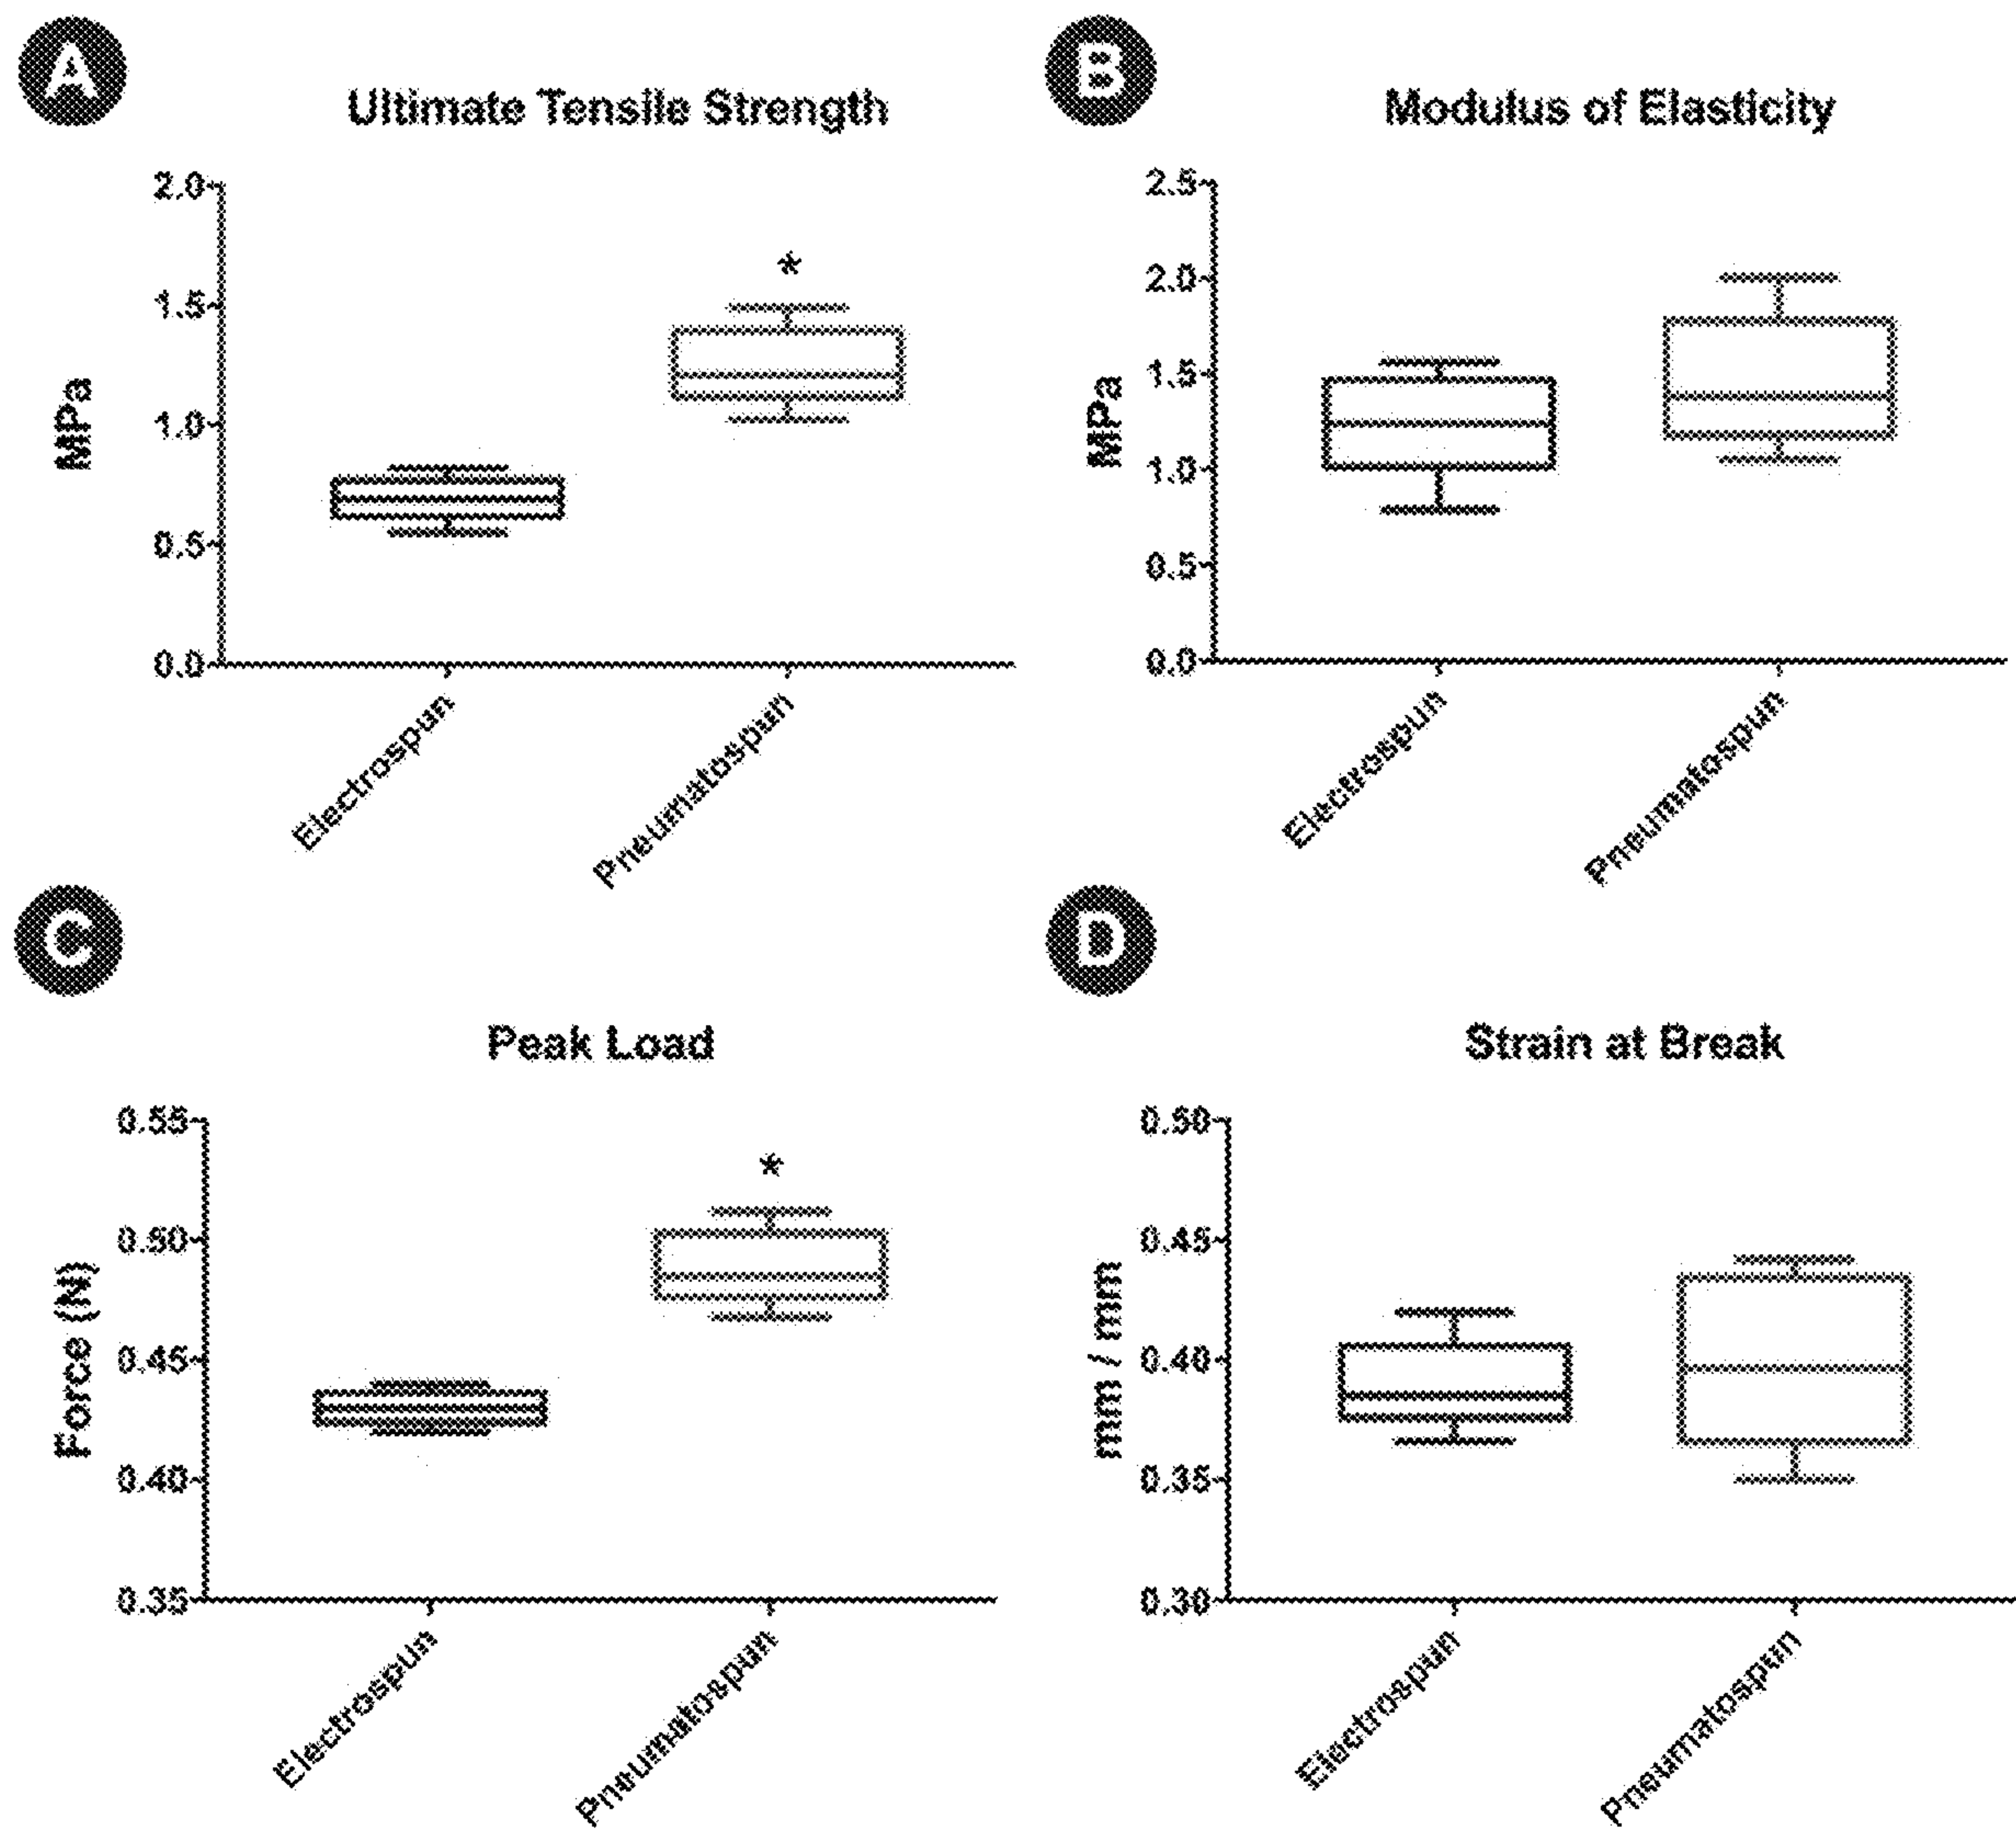 A
Ultimate Tensile Strength
2.0
1.5
1.0
0.5
0.0
MPa
*
Electrospun
Pneumatospun
B
Modulus of Elasticity
2.5
2.0
1.5
1.0
0.5
0.0
MPa
Electrospun
Pneumatospun
C
Peak Load
0.55
0.50
0.45
0.40
0.35
Force (N)
*
Electrospun
Pneumatospun
D
Strain at Break
0.50
0.45
0.40
0.35
0.30
mm / mm
Electrospun
Pneumatospun